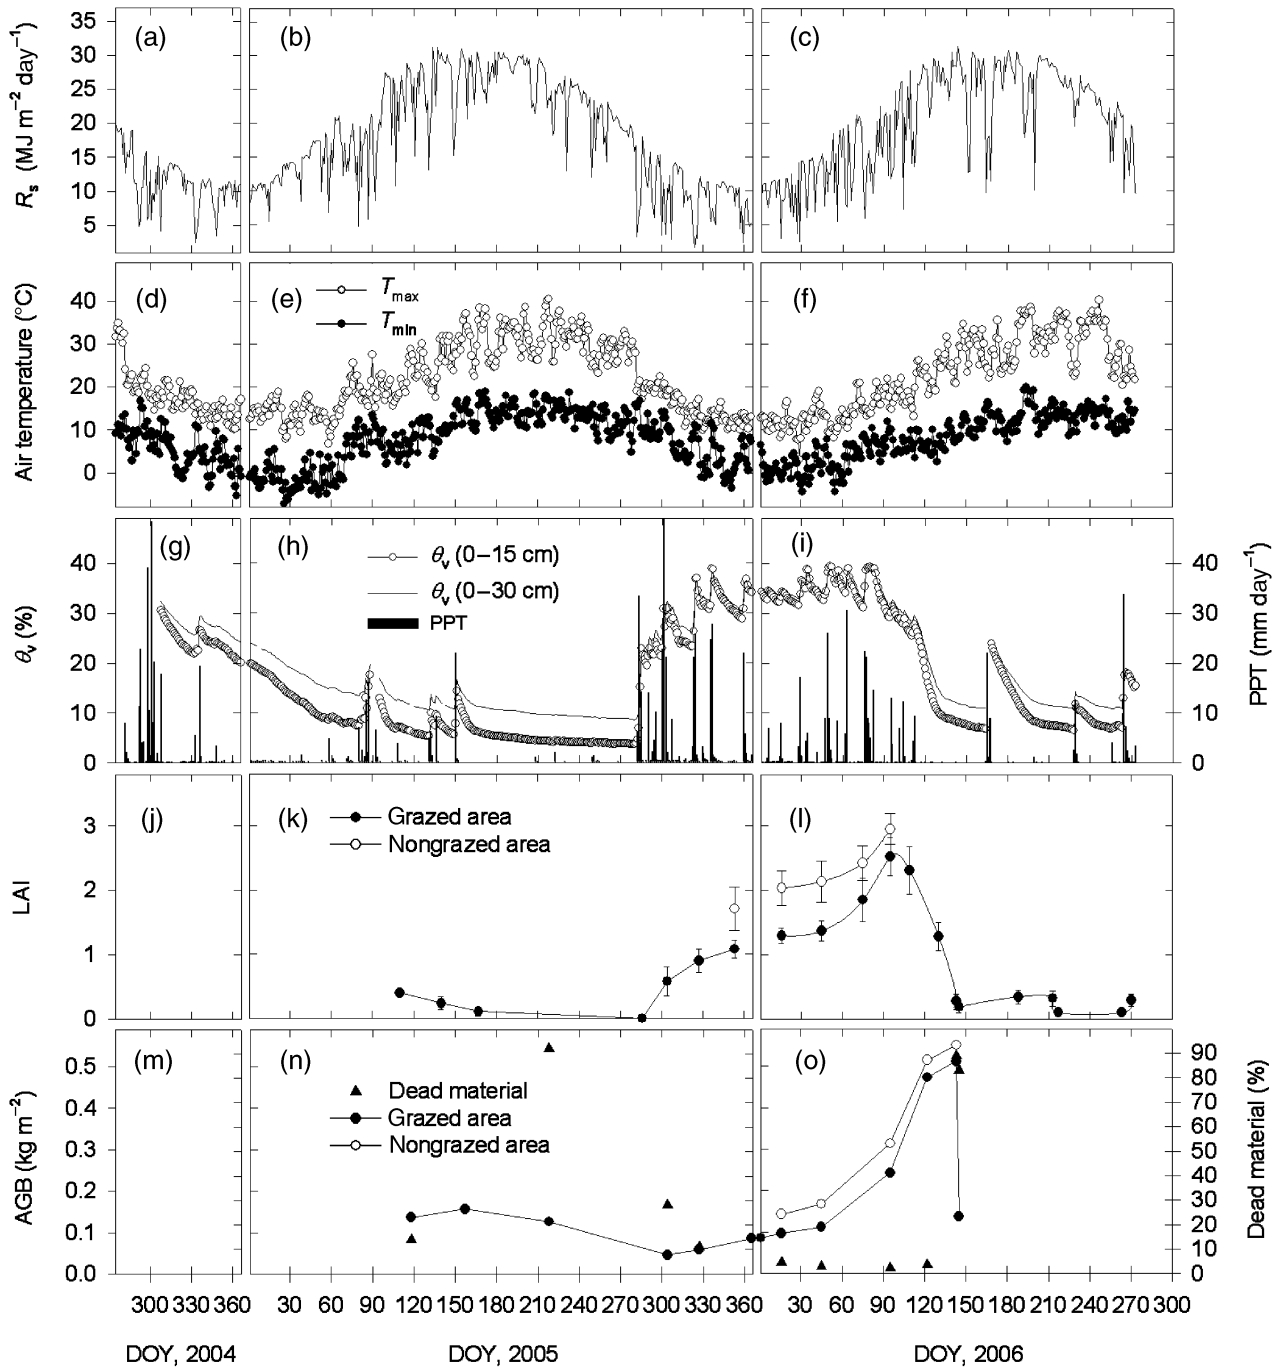 35
30
25
20
15
10
5
Rs (MJ m−2 day−1)
(a)
(b)
(c)
40
30
20
10
0
Air temperature (°C)
(d)
(e)
Tmax
Tmin
(f)
40
30
20
10
0
θv (%)
(g)
(h)
θv (0–15 cm)
θv (0–30 cm)
PPT
(i)
40
30
20
10
0
PPT (mm day−1)
3
2
1
0
LAI
(j)
(k)
Grazed area
Nongrazed area
(l)
0.5
0.4
0.3
0.2
0.1
0.0
AGB (kg m−2)
(m)
(n)
Dead material
Grazed area
Nongrazed area
(o)
90
80
70
60
50
40
30
20
10
0
Dead material (%)
300 330 360 30 60 90 120 150 180 210 240 270 300 330 360 30 60 90 120 150 180 210 240 270 300
DOY, 2004 DOY, 2005 DOY, 2006